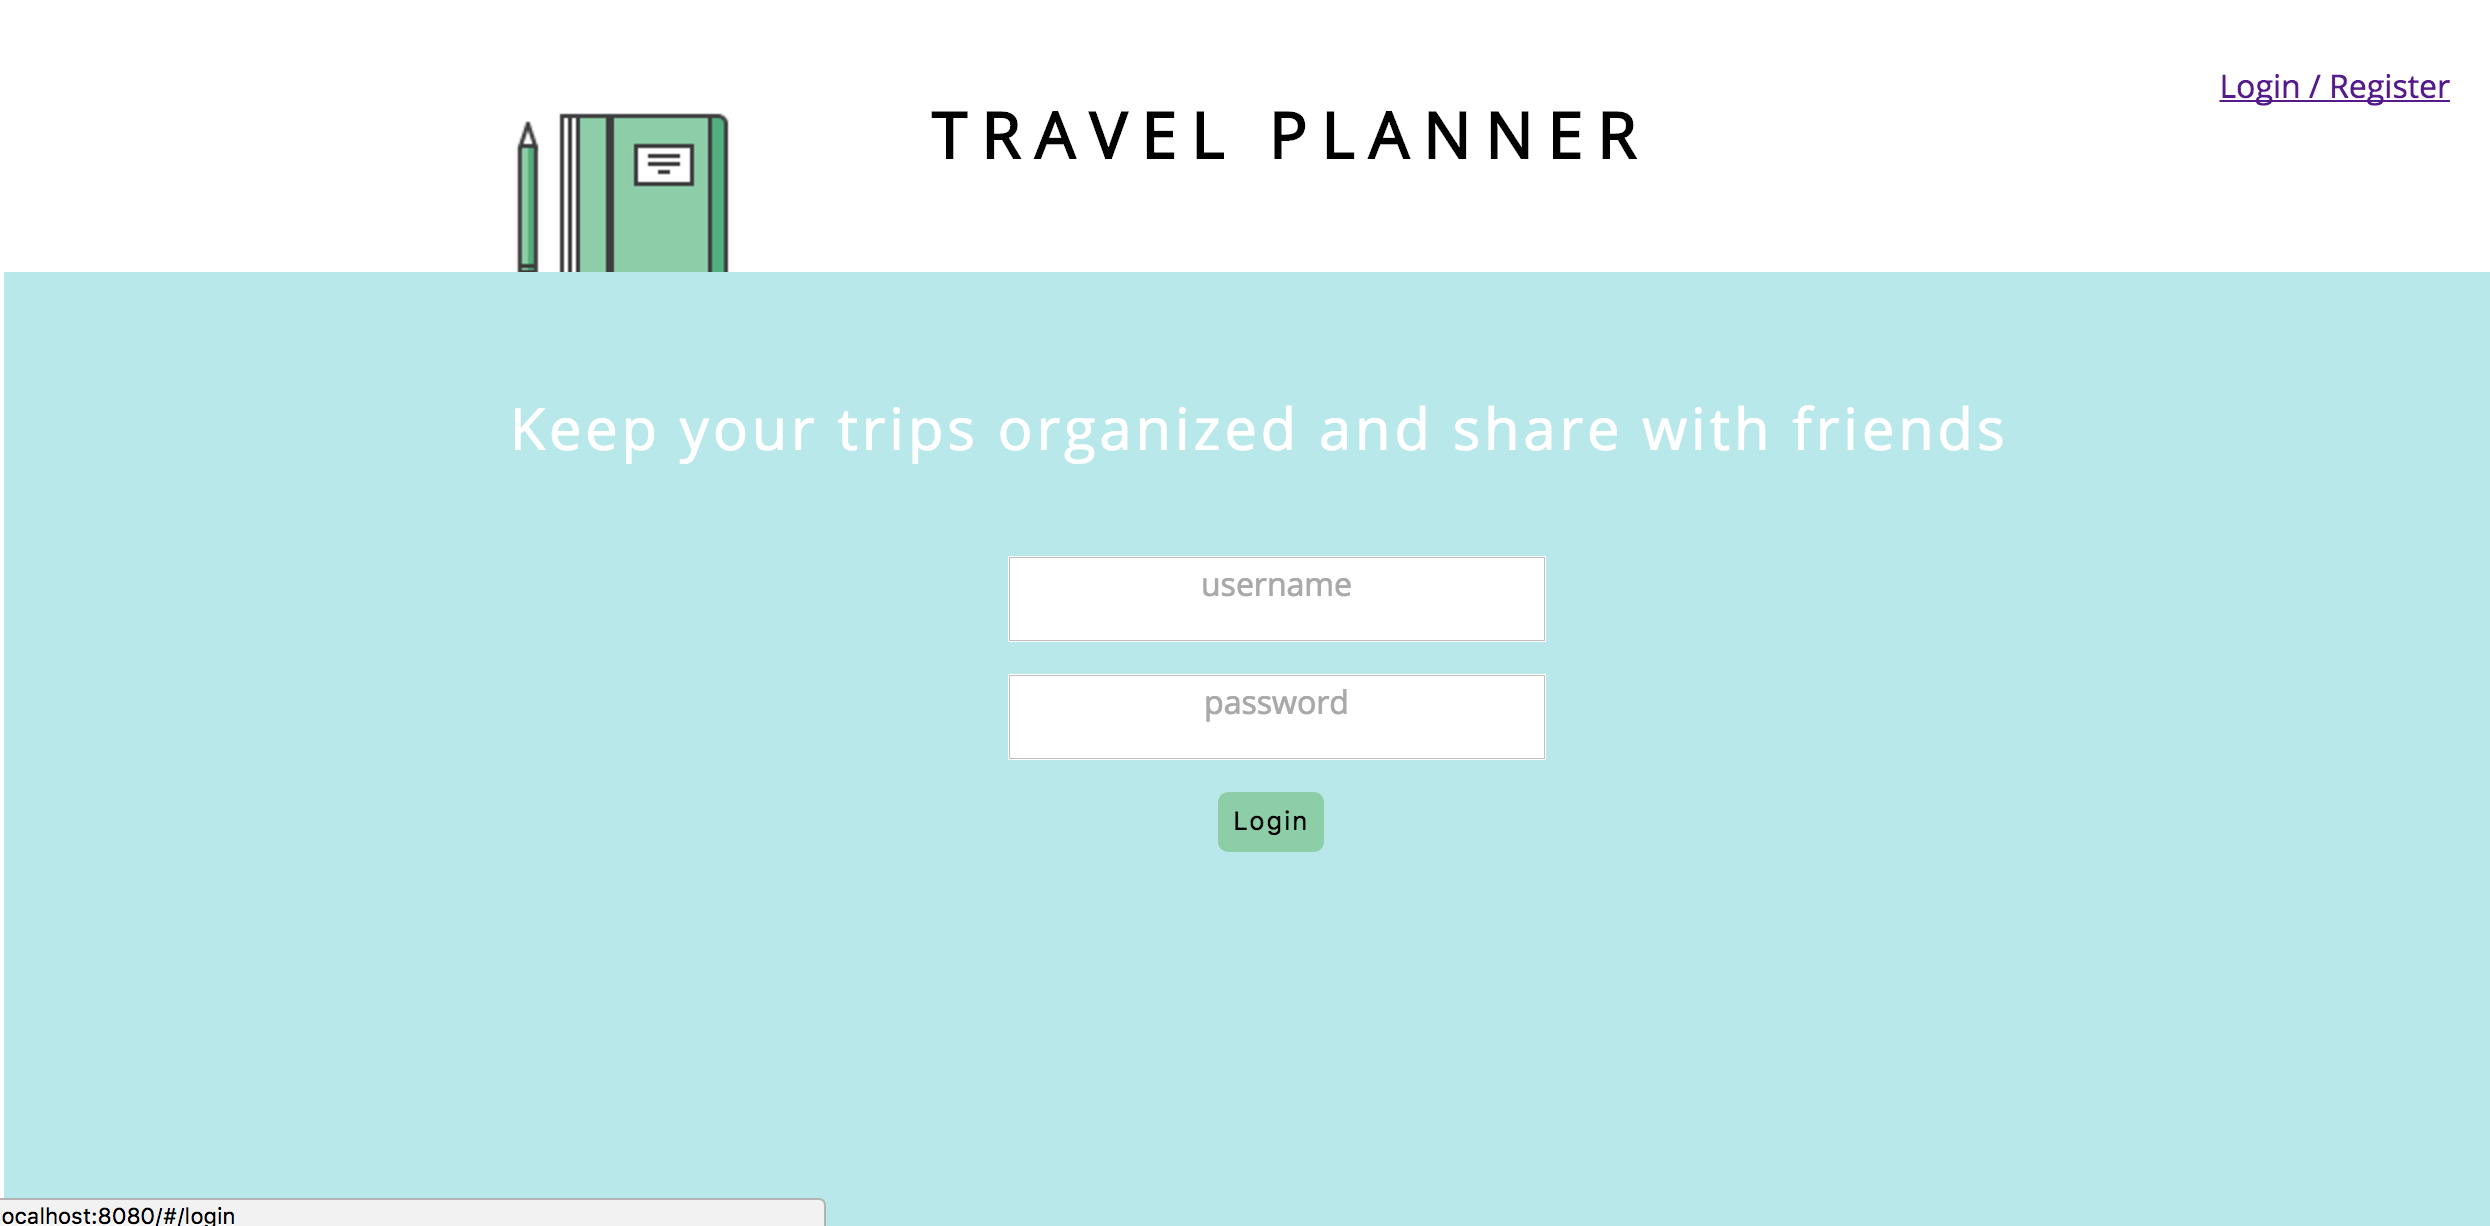 Login / Register
TRAVEL PLANNER
Keep your trips organized and share with friends
username
password
Login
ocalhost:8080/#/login